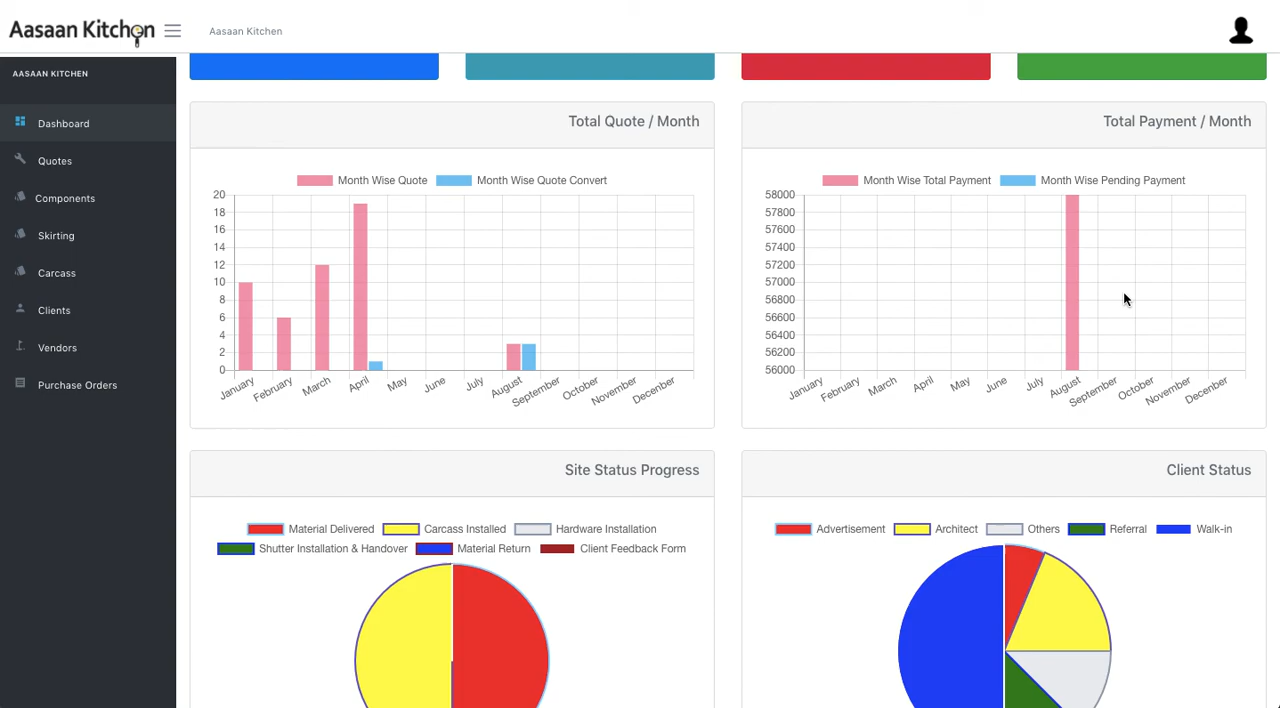 Aasaan Kitchen
Aasaan Kitchen
AASAAN KITCHEN
Dashboard
Quotes
Components
Skirting
Carcass
Clients
Vendors
Purchase Orders
Total Quote / Month
Month Wise Quote Month Wise Quote Convert
20
18
16
14
12
10
8
6
4
2
0
January February March April May June July August September October November December
Total Payment / Month
Month Wise Total Payment Month Wise Pending Payment
58000
57800
57600
57400
57200
57000
56800
56600
56400
56200
56000
January February March April May June July August September October November December
Site Status Progress
Material Delivered Carcass Installed Hardware Installation
Shutter Installation & Handover Material Return Client Feedback Form
Client Status
Advertisement Architect Others Referral Walk-in